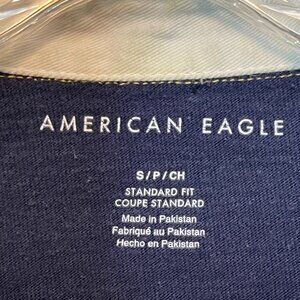 AMERICAN EAGLE
S/P/CH
STANDARD FIT
COUPE STANDARD
Made in Pakistan
Fabriqué au Pakistan
Hecho en Pakistan